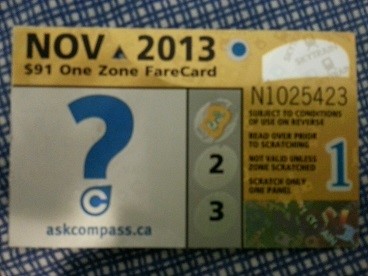 NOV 2013
$91 One Zone FareCard
N1025423
SUBJECT TO CONDITIONS
OF USE ON REVERSE
READ OVER PRIOR
TO SCRATCHING
NOT VALID UNLESS
ZONE SCRATCHED
SCRATCH ONLY
ONE PANEL
1
?
2
3
askcompass.ca